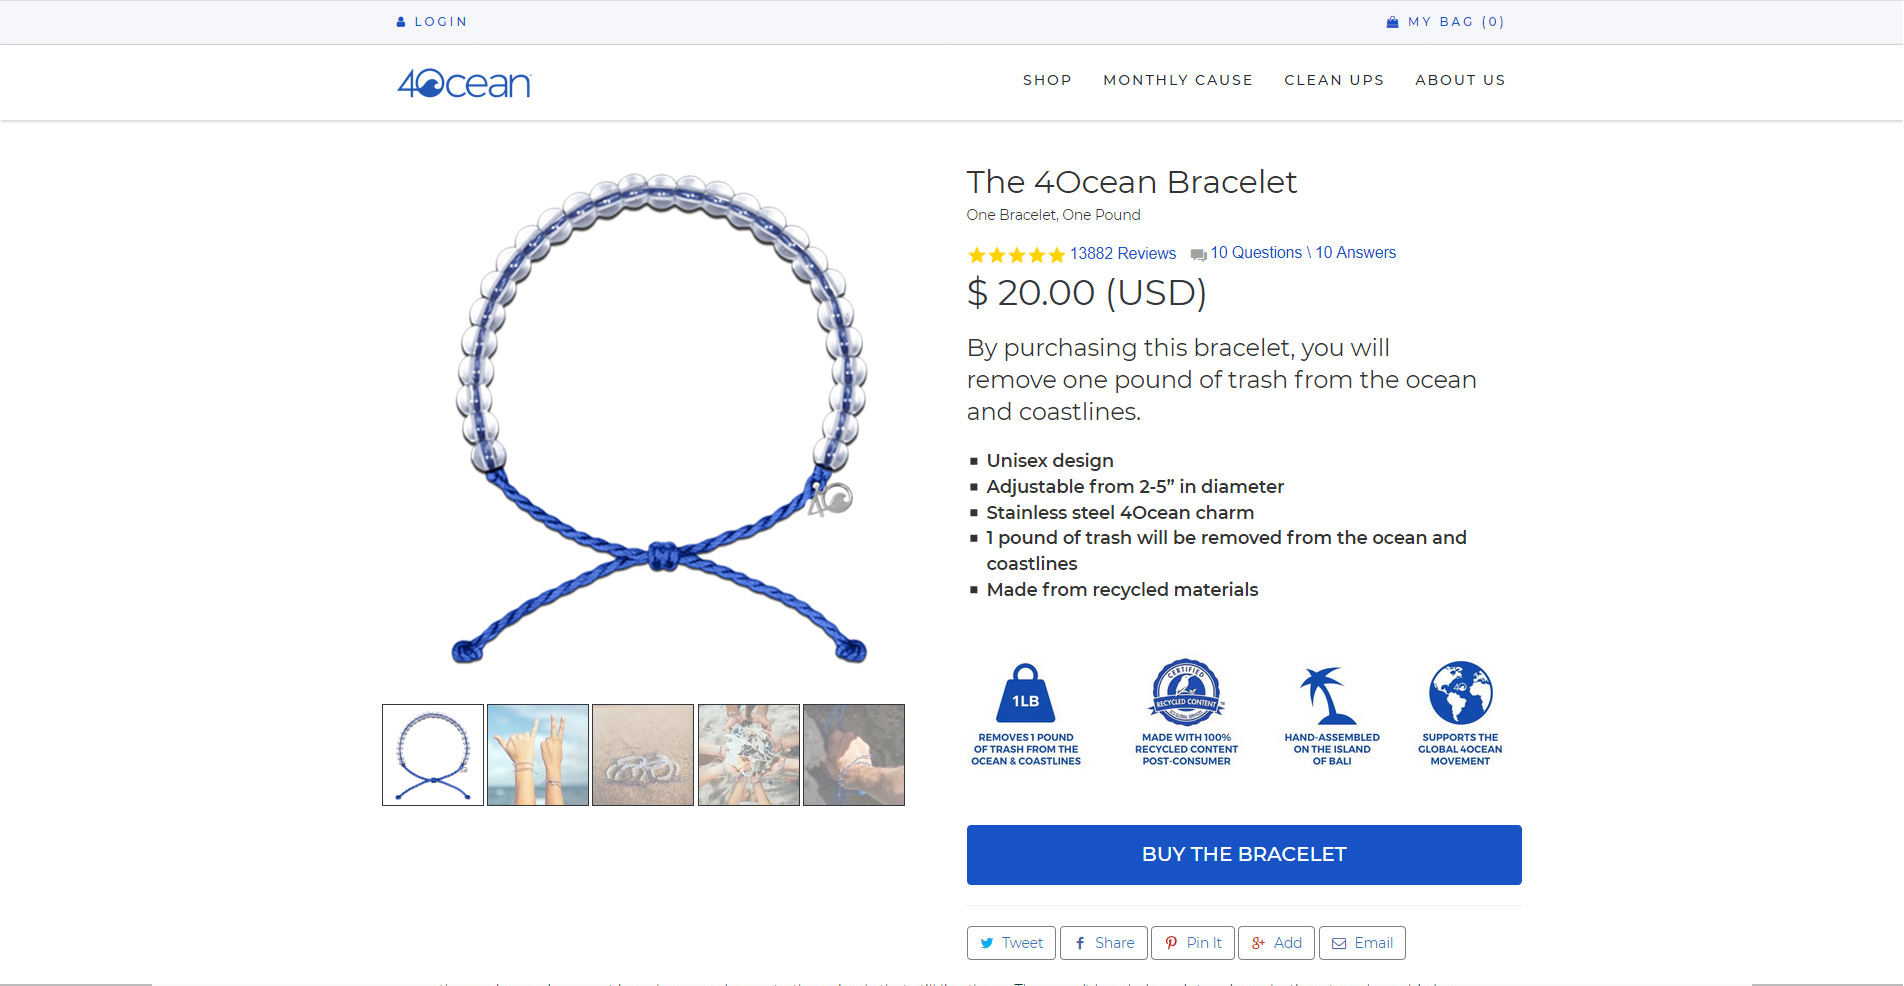 LOGIN
MY BAG (0)
4Ocean
SHOP MONTHLY CAUSE CLEAN UPS ABOUT US
The 4Ocean Bracelet
One Bracelet, One Pound
13882 Reviews 10 Questions \ 10 Answers
$ 20.00 (USD)
By purchasing this bracelet, you will
remove one pound of trash from the ocean
and coastlines.
Unisex design
Adjustable from 2-5” in diameter
Stainless steel 4Ocean charm
1 pound of trash will be removed from the ocean and
coastlines
Made from recycled materials
1LB
REMOVES 1 POUND
OF TRASH FROM THE
OCEAN & COASTLINES
CERTIFIED
RECYCLED CONTENT
MADE WITH 100%
RECYCLED CONTENT
POST-CONSUMER
HAND-ASSEMBLED
ON THE ISLAND
OF BALI
SUPPORTS THE
GLOBAL 4OCEAN
MOVEMENT
BUY THE BRACELET
Tweet Share Pin It Add Email